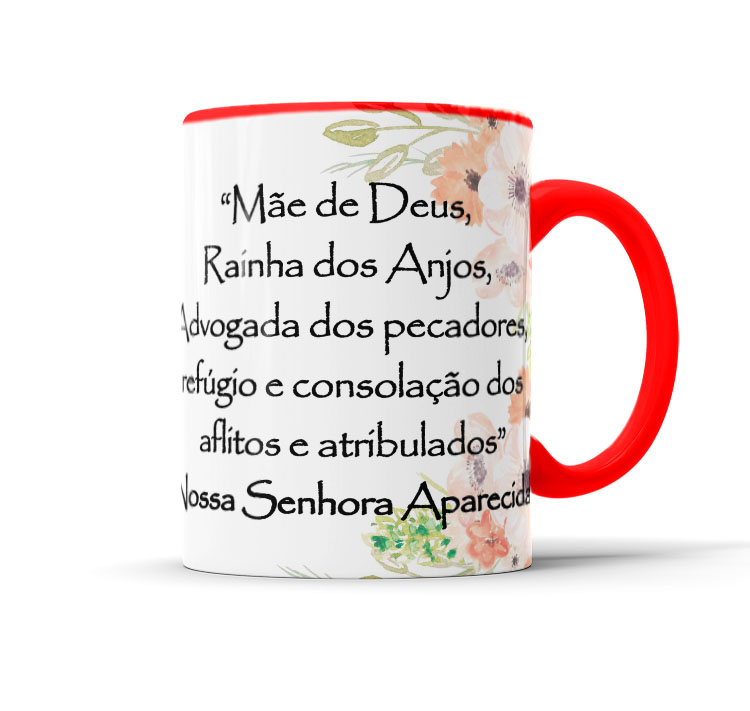 “Mãe de Deus,
Rainha dos Anjos,
Advogada dos pecadores,
refúgio e consolação dos
aflitos e atribulados”
Nossa Senhora Aparecida